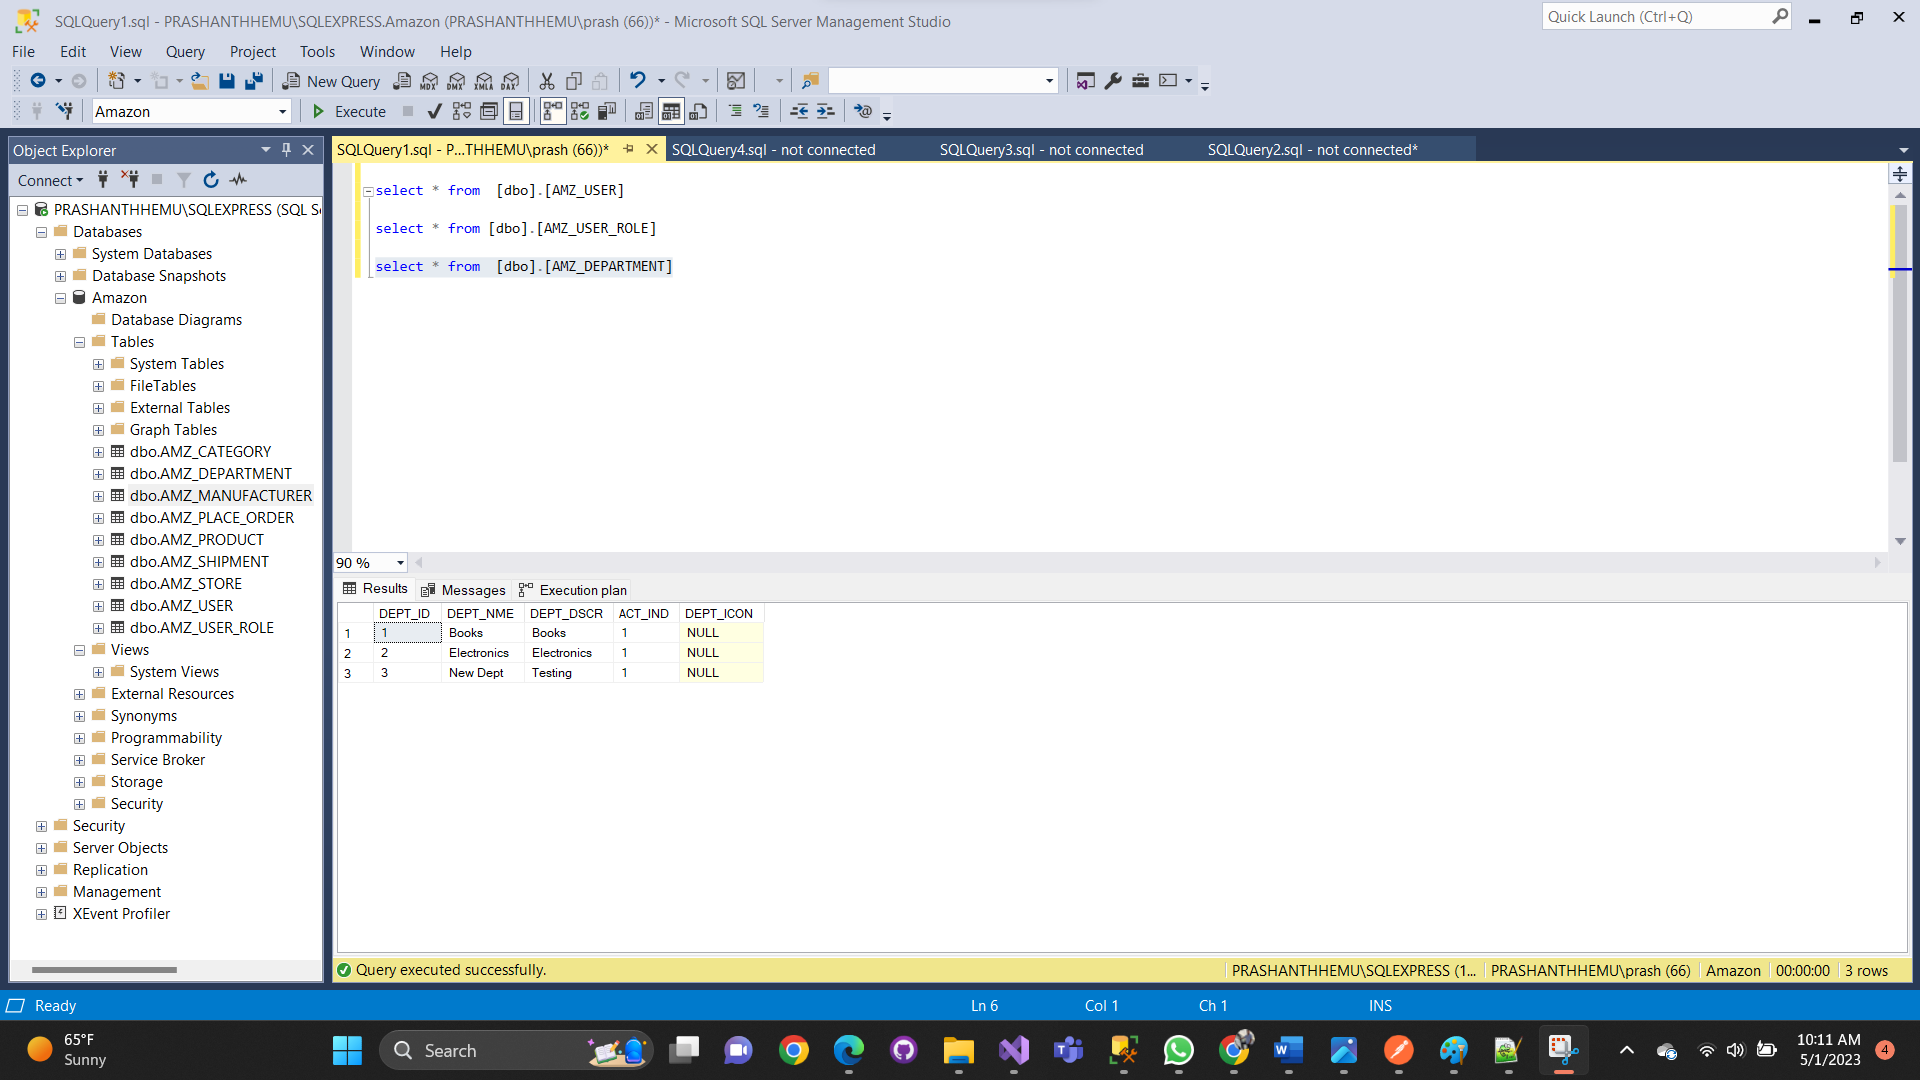 SQLQuery1.sql - PRASHANTHHEMU\SQLEXPRESS.Amazon (PRASHANTHHEMU\prash (66))* - Microsoft SQL Server Management Studio
Quick Launch (Ctrl+Q)
File Edit View Query Project Tools Window Help
New Query MDX DMX XMLA DAX
Amazon Execute
Object Explorer
Connect
PRASHANTHHEMU\SQLEXPRESS (SQL S
Databases
System Databases
Database Snapshots
Amazon
Database Diagrams
Tables
System Tables
FileTables
External Tables
Graph Tables
dbo.AMZ_CATEGORY
dbo.AMZ_DEPARTMENT
dbo.AMZ_MANUFACTURER
dbo.AMZ_PLACE_ORDER
dbo.AMZ_PRODUCT
dbo.AMZ_SHIPMENT
dbo.AMZ_STORE
dbo.AMZ_USER
dbo.AMZ_USER_ROLE
Views
System Views
External Resources
Synonyms
Programmability
Service Broker
Storage
Security
Security
Server Objects
Replication
Management
XEvent Profiler
SQLQuery1.sql - P...THHEMU\prash (66))* SQLQuery4.sql - not connected SQLQuery3.sql - not connected SQLQuery2.sql - not connected*
select * from  [dbo].[AMZ_USER]
select * from [dbo].[AMZ_USER_ROLE]
select * from  [dbo].[AMZ_DEPARTMENT]
90 %
Results Messages Execution plan
DEPT_ID DEPT_NME DEPT_DSCR ACT_IND DEPT_ICON
1 1 Books Books 1 NULL
2 2 Electronics Electronics 1 NULL
3 3 New Dept Testing 1 NULL
Query executed successfully. PRASHANTHHEMU\SQLEXPRESS (1... PRASHANTHHEMU\prash (66) Amazon 00:00:00 3 rows
Ready Ln 6 Col 1 Ch 1 INS
65°F
Sunny
Search
10:11 AM
5/1/2023
4